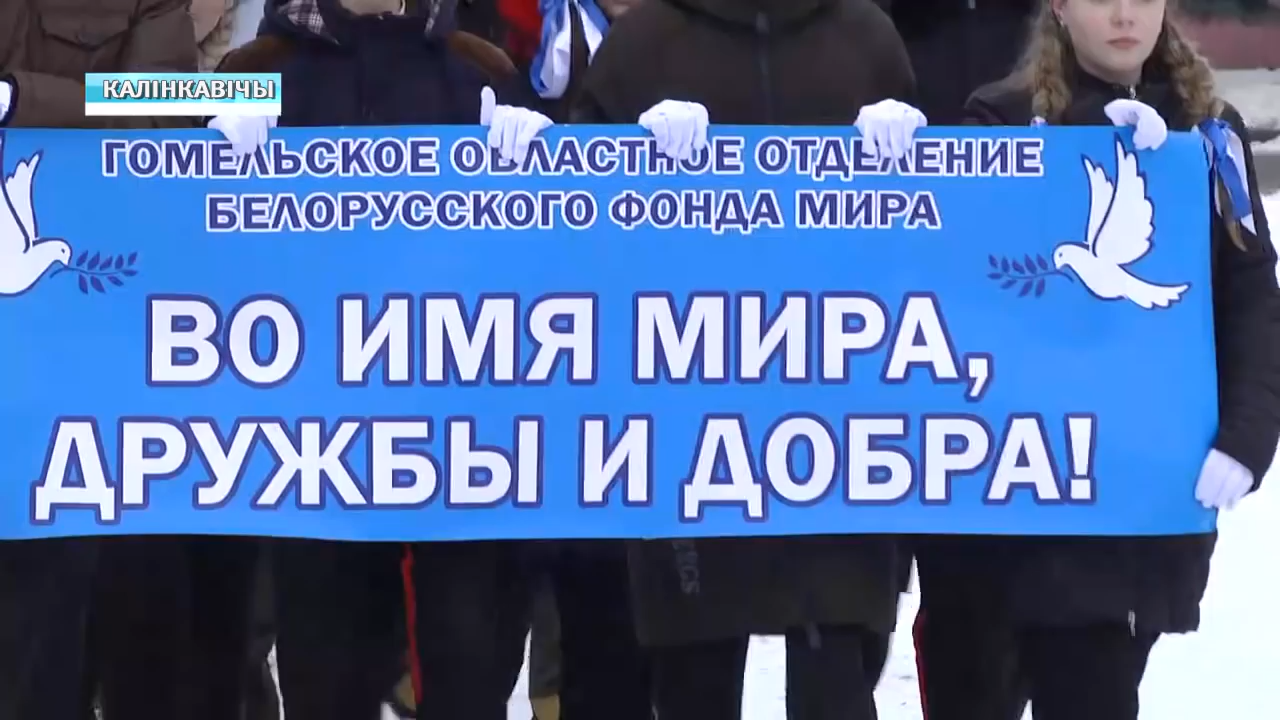 КАЛІНКАВІЧЫ
ГОМЕЛЬСКОЕ ОБЛАСТНОЕ ОТДЕЛЕНИЕ
БЕЛОРУССКОГО ФОНДА МИРА
ВО ИМЯ МИРА,
ДРУЖБЫ И ДОБРА!